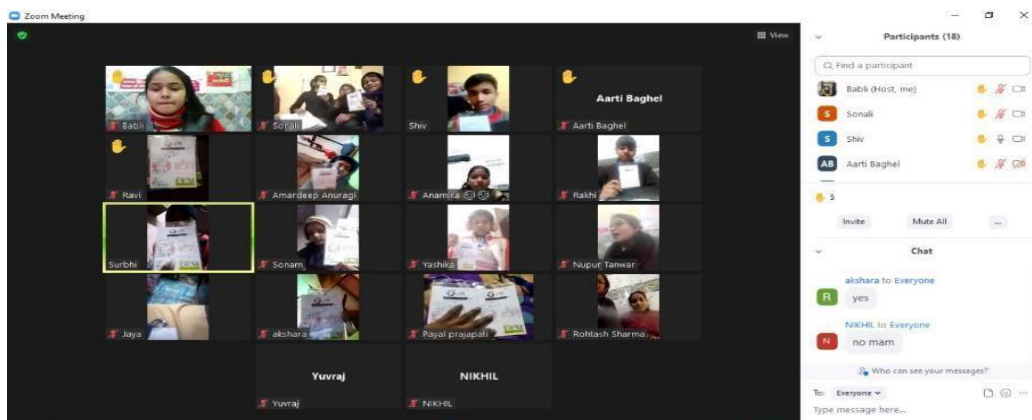 Zoom Meeting
View
Babli
Sonali
Shiv
Aarti Baghel
Aarti Baghel
Ravi
Amardeep Anuragi
Anamika
Rakhi
Surbhi
Sonam
Yashika
Nupur Tanwar
Jaya
akshara
Payal prajapati
Rohtash Sharma
Yuvraj
Yuvraj
NIKHIL
NIKHIL
Participants (18)
Find a participant
Babli (Host, me)
S Sonali
S Shiv
AB Aarti Baghel
5
Invite Mute All ...
Chat
akshara to Everyone
R yes
NIKHIL to Everyone
N no mam
Who can see your messages?
To: Everyone
Type message here...